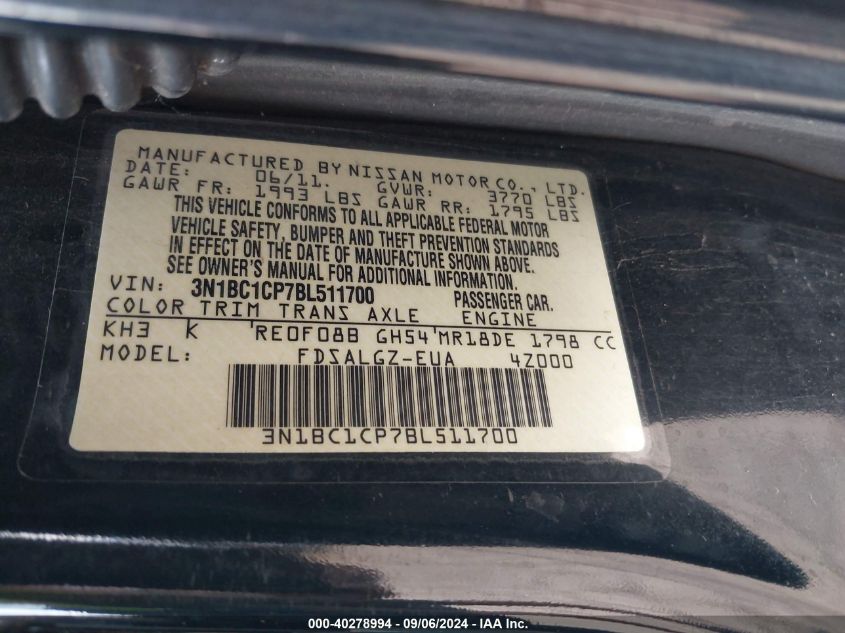 MANUFACTURED BY NISSAN MOTOR CO., LTD.
DATE: 06/11. GVWR: 3770 LBS
GAWR FR: 1993 LBS GAWR RR: 1795 LBS
THIS VEHICLE CONFORMS TO ALL APPLICABLE FEDERAL MOTOR
VEHICLE SAFETY, BUMPER AND THEFT PREVENTION STANDARDS
IN EFFECT ON THE DATE OF MANUFACTURE SHOWN ABOVE.
SEE OWNER'S MANUAL FOR ADDITIONAL INFORMATION.
VIN: 3N1BC1CP7BL511700 PASSENGER CAR.
COLOR TRIM TRANS AXLE ENGINE
KH3 K 'RE0F08B GH54'MR18DE 1798 CC
MODEL: FDSALGZ-EUA 4Z000
3N1BC1CP7BL511700
000-40278994 - 09/06/2024 - IAA Inc.